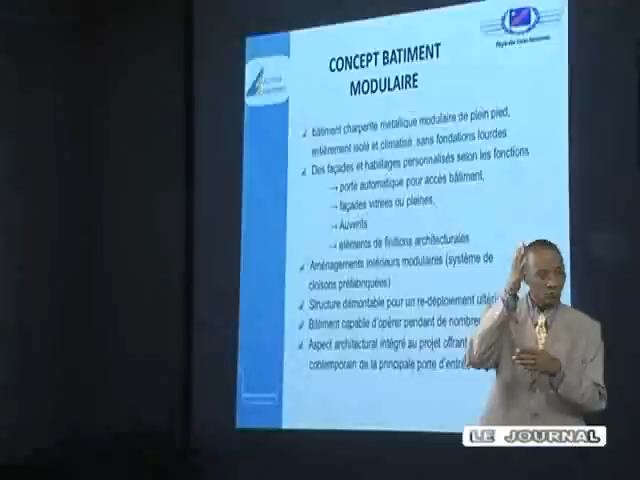 CONCEPT BATIMENT
MODULAIRE
bâtiment charpente métallique modulaire de plein pied,
entièrement isolé et climatisé, sans fondations lourdes
Des façades et habillages personnalisés selon les fonctions
→ porte automatique pour accès bâtiment,
→ façades vitrées ou pleines,
→ Auvents
→ éléments de finitions architecturales
Aménagements intérieurs modulaires (système de
cloisons préfabriquées)
Structure démontable pour un re-déploiement
Bâtiment capable d'opérer pendant de
Aspect architectural intégré au projet offrant
contemporain de la principale porte
LE JOURNAL